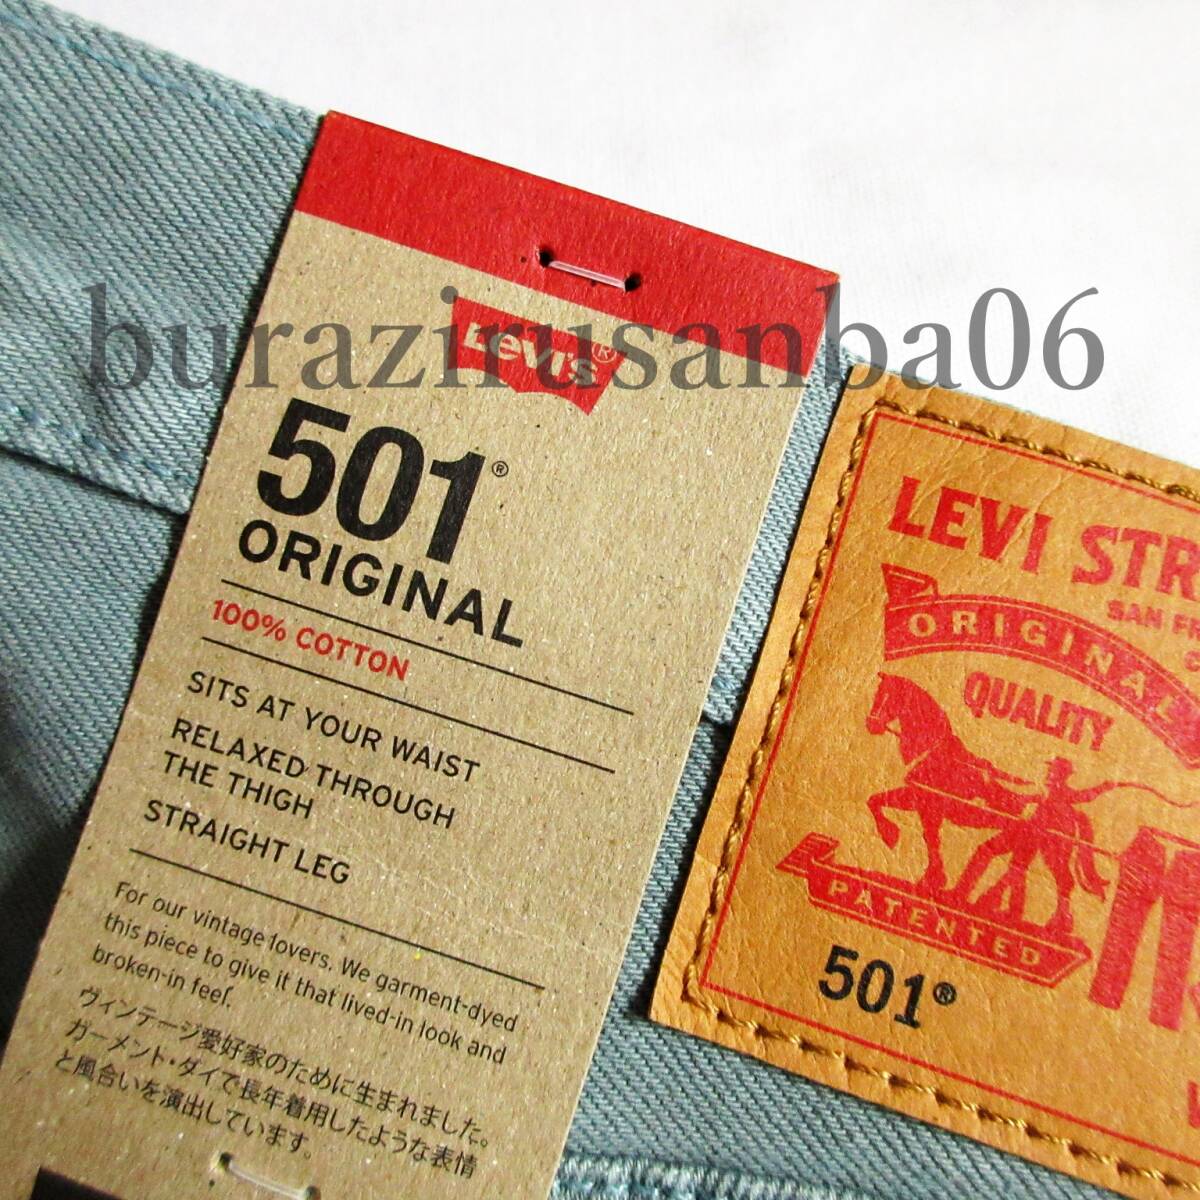 burazirusanba06
Levi's®
501®
ORIGINAL
100% COTTON
SITS AT YOUR WAIST
RELAXED THROUGH
THE THIGH
STRAIGHT LEG
For our vintage lovers. We garment-dyed
this piece to give it that lived-in look and
broken-in feel.
ヴィンテージ愛好家のために生まれました。
ガーメント・ダイで長年着用したような表情
と風合いを演出しています。
LEVI STR
SAN F
ORIGINAL
QUALITY
PATENTED
501®